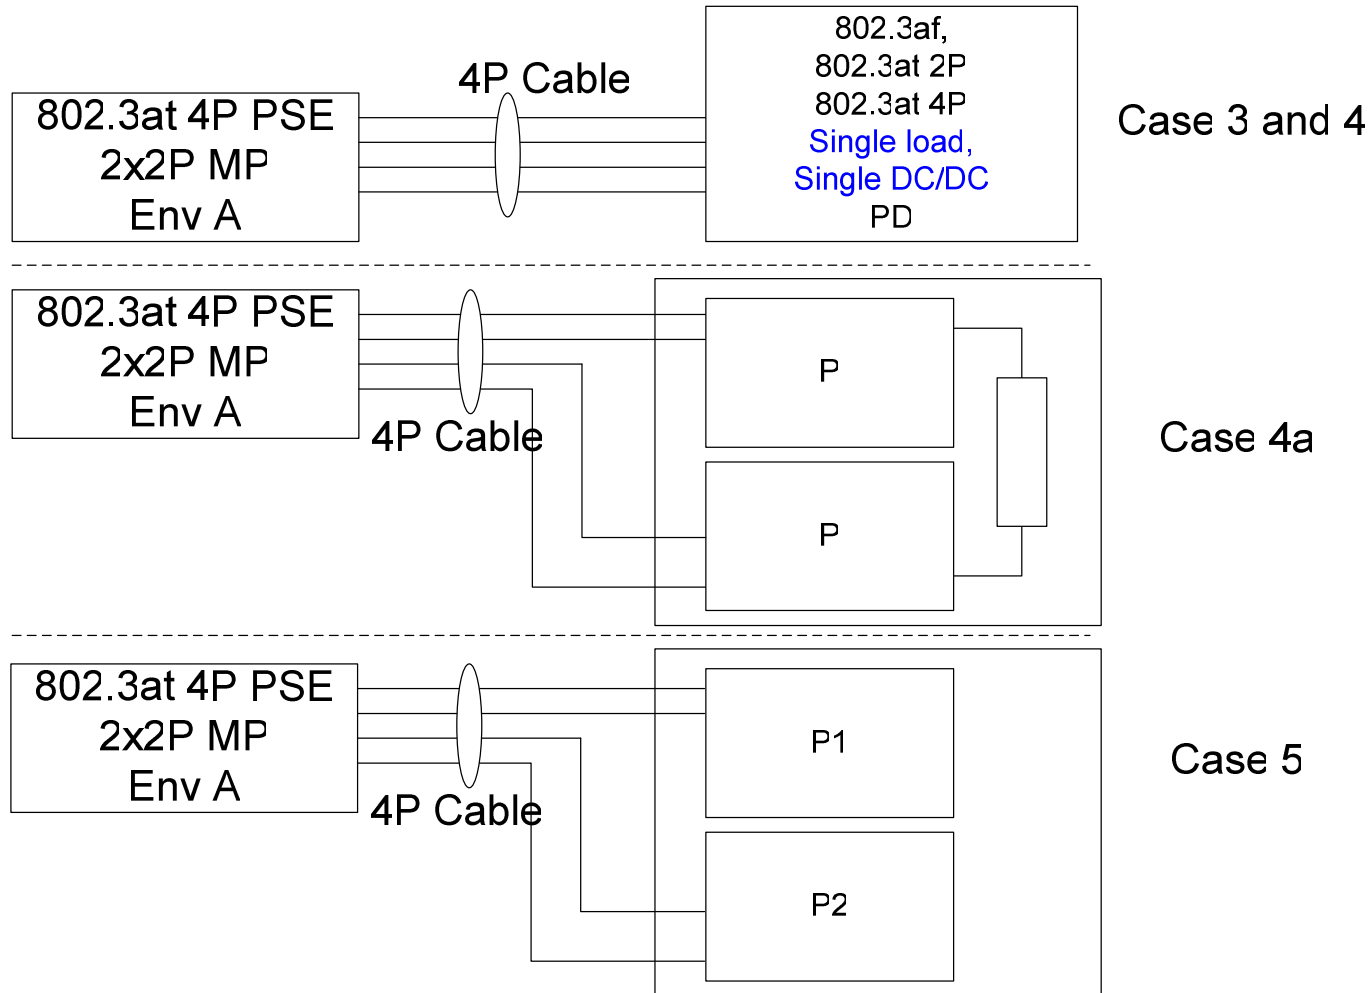 4P Cable
802.3at 4P PSE
2x2P MP
Env A
802.3af,
802.3at 2P
802.3at 4P
Single load,
Single DC/DC
PD
Case 3 and 4
802.3at 4P PSE
2x2P MP
Env A
4P Cable
P
P
Case 4a
802.3at 4P PSE
2x2P MP
Env A
4P Cable
P1
P2
Case 5